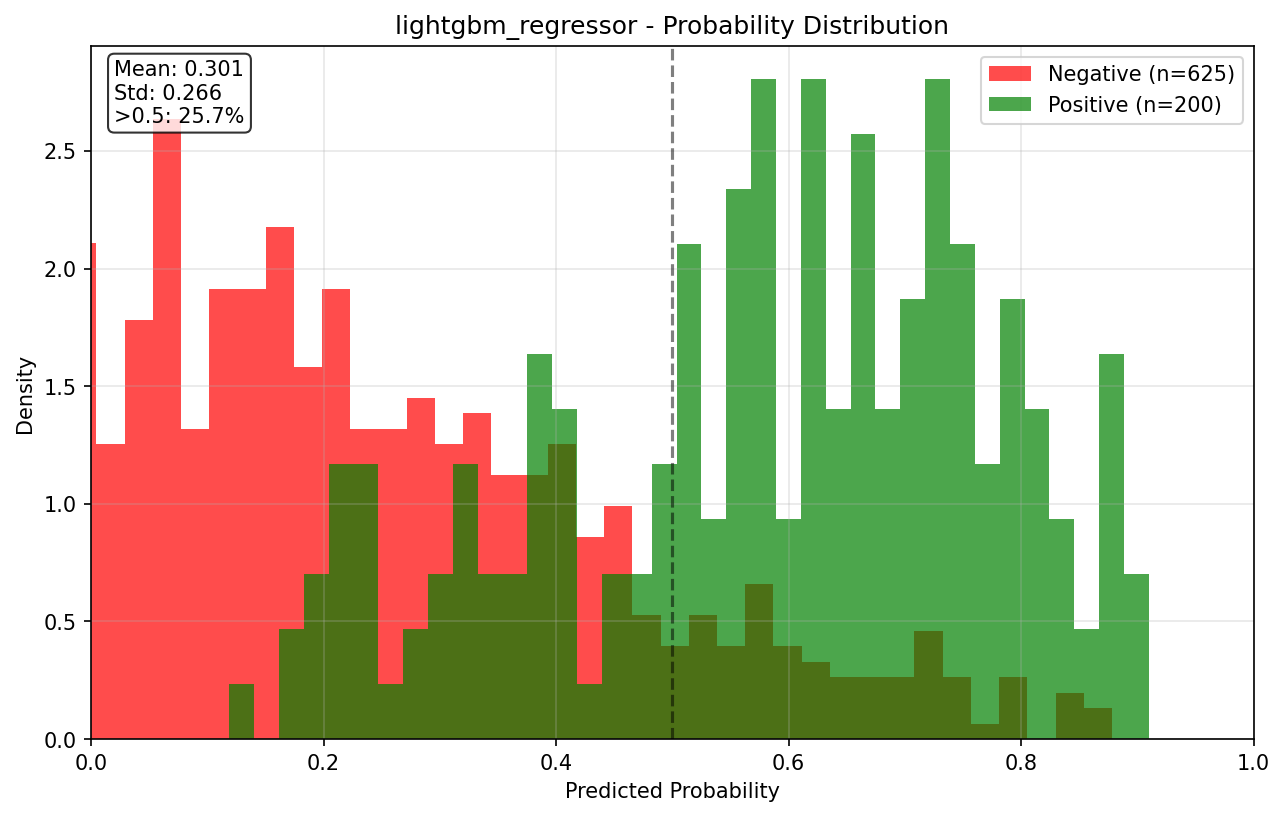 lightgbm_regressor - Probability Distribution
Mean: 0.301
Std: 0.266
>0.5: 25.7%
Negative (n=625)
Positive (n=200)
Density
2.5
2.0
1.5
1.0
0.5
0.0
0.0 0.2 0.4 0.6 0.8 1.0
Predicted Probability